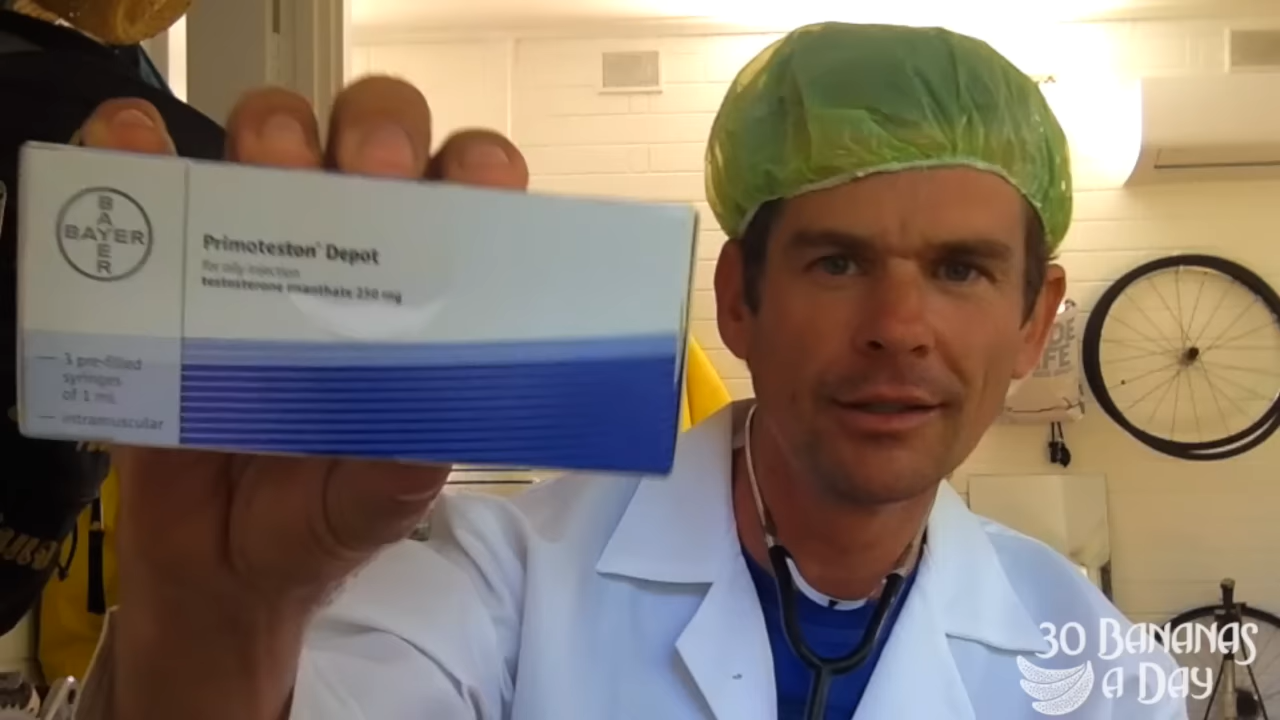 BAYER
BAYER
Primoteston® Depot
for oily injection
testosterone enanthate 250 mg
3 pre-filled
syringes
of 1 mL
intramuscular
30 BANANAS
A DAY